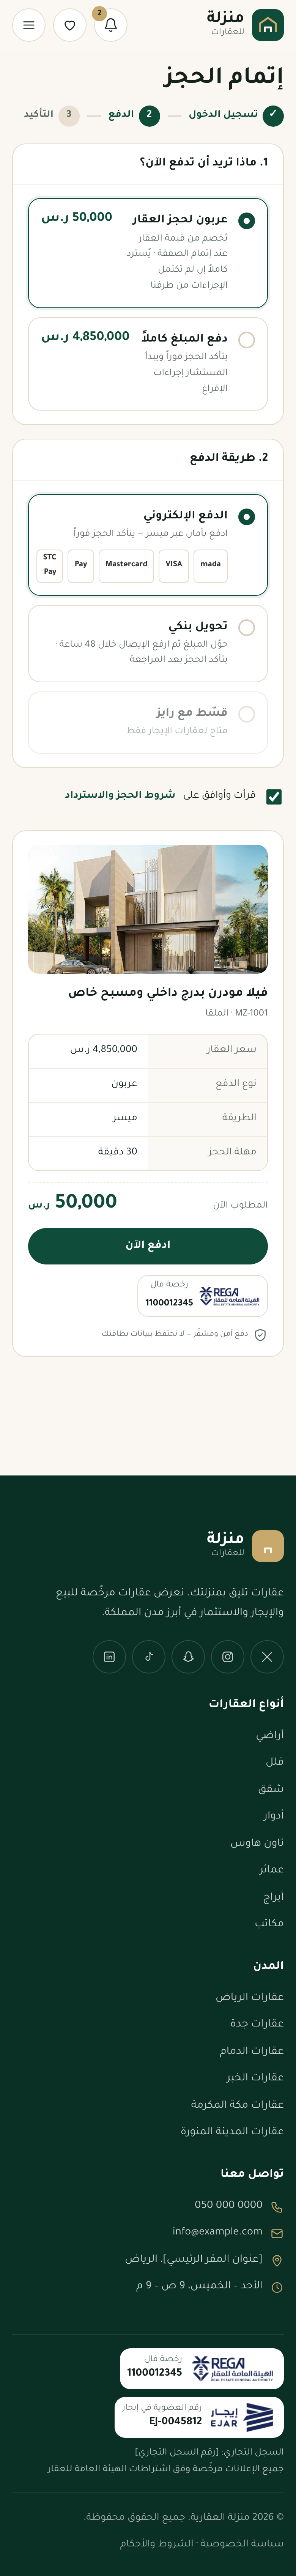 منزلة
للعقارات
2
إتمام الحجز
✓ تسجيل الدخول
2 الدفع
3 التأكيد
1. ماذا تريد أن تدفع الآن؟
عربون لحجز العقار
50,000 ر.س
يُخصم من قيمة العقار
عند إتمام الصفقة · يُسترد
كاملاً إن لم تكتمل
الإجراءات من طرفنا
دفع المبلغ كاملاً
4,850,000 ر.س
يتأكد الحجز فوراً ويبدأ
المستشار إجراءات
الإفراغ
2. طريقة الدفع
الدفع الإلكتروني
ادفع بأمان عبر ميسر – يتأكد الحجز فوراً
mada
VISA
Mastercard
Pay
STC
Pay
تحويل بنكي
حوّل المبلغ ثم ارفع الإيصال خلال 48 ساعة ·
يتأكد الحجز بعد المراجعة
قسّط مع رايز
متاح لعقارات الإيجار فقط
قرأت وأوافق على شروط الحجز والاسترداد
فيلا مودرن بدرج داخلي ومسبح خاص
MZ-1001 · الملقا
سعر العقار 4,850,000 ر.س
نوع الدفع عربون
الطريقة ميسر
مهلة الحجز 30 دقيقة
المطلوب الآن 50,000 ر.س
ادفع الآن
REGA
الهيئة العامة للعقار
REAL ESTATE GENERAL AUTHORITY
رخصة فال
1100012345
دفع آمن ومشفّر – لا نحتفظ ببيانات بطاقتك
منزلة
للعقارات
عقارات تليق بمنزلتك. نعرض عقارات مرخّصة للبيع
والإيجار والاستثمار في أبرز مدن المملكة.
أنواع العقارات
أراضي
فلل
شقق
أدوار
تاون هاوس
عمائر
أبراج
مكاتب
المدن
عقارات الرياض
عقارات جدة
عقارات الدمام
عقارات الخبر
عقارات مكة المكرمة
عقارات المدينة المنورة
تواصل معنا
050 000 0000
info@example.com
[عنوان المقر الرئيسي]، الرياض
الأحد – الخميس، 9 ص – 9 م
REGA
الهيئة العامة للعقار
REAL ESTATE GENERAL AUTHORITY
رخصة فال
1100012345
إيجار
EJAR
رقم العضوية في إيجار
EJ-0045812
السجل التجاري: [رقم السجل التجاري]
جميع الإعلانات مرخّصة وفق اشتراطات الهيئة العامة للعقار
© 2026 منزلة العقارية. جميع الحقوق محفوظة.
سياسة الخصوصية · الشروط والأحكام